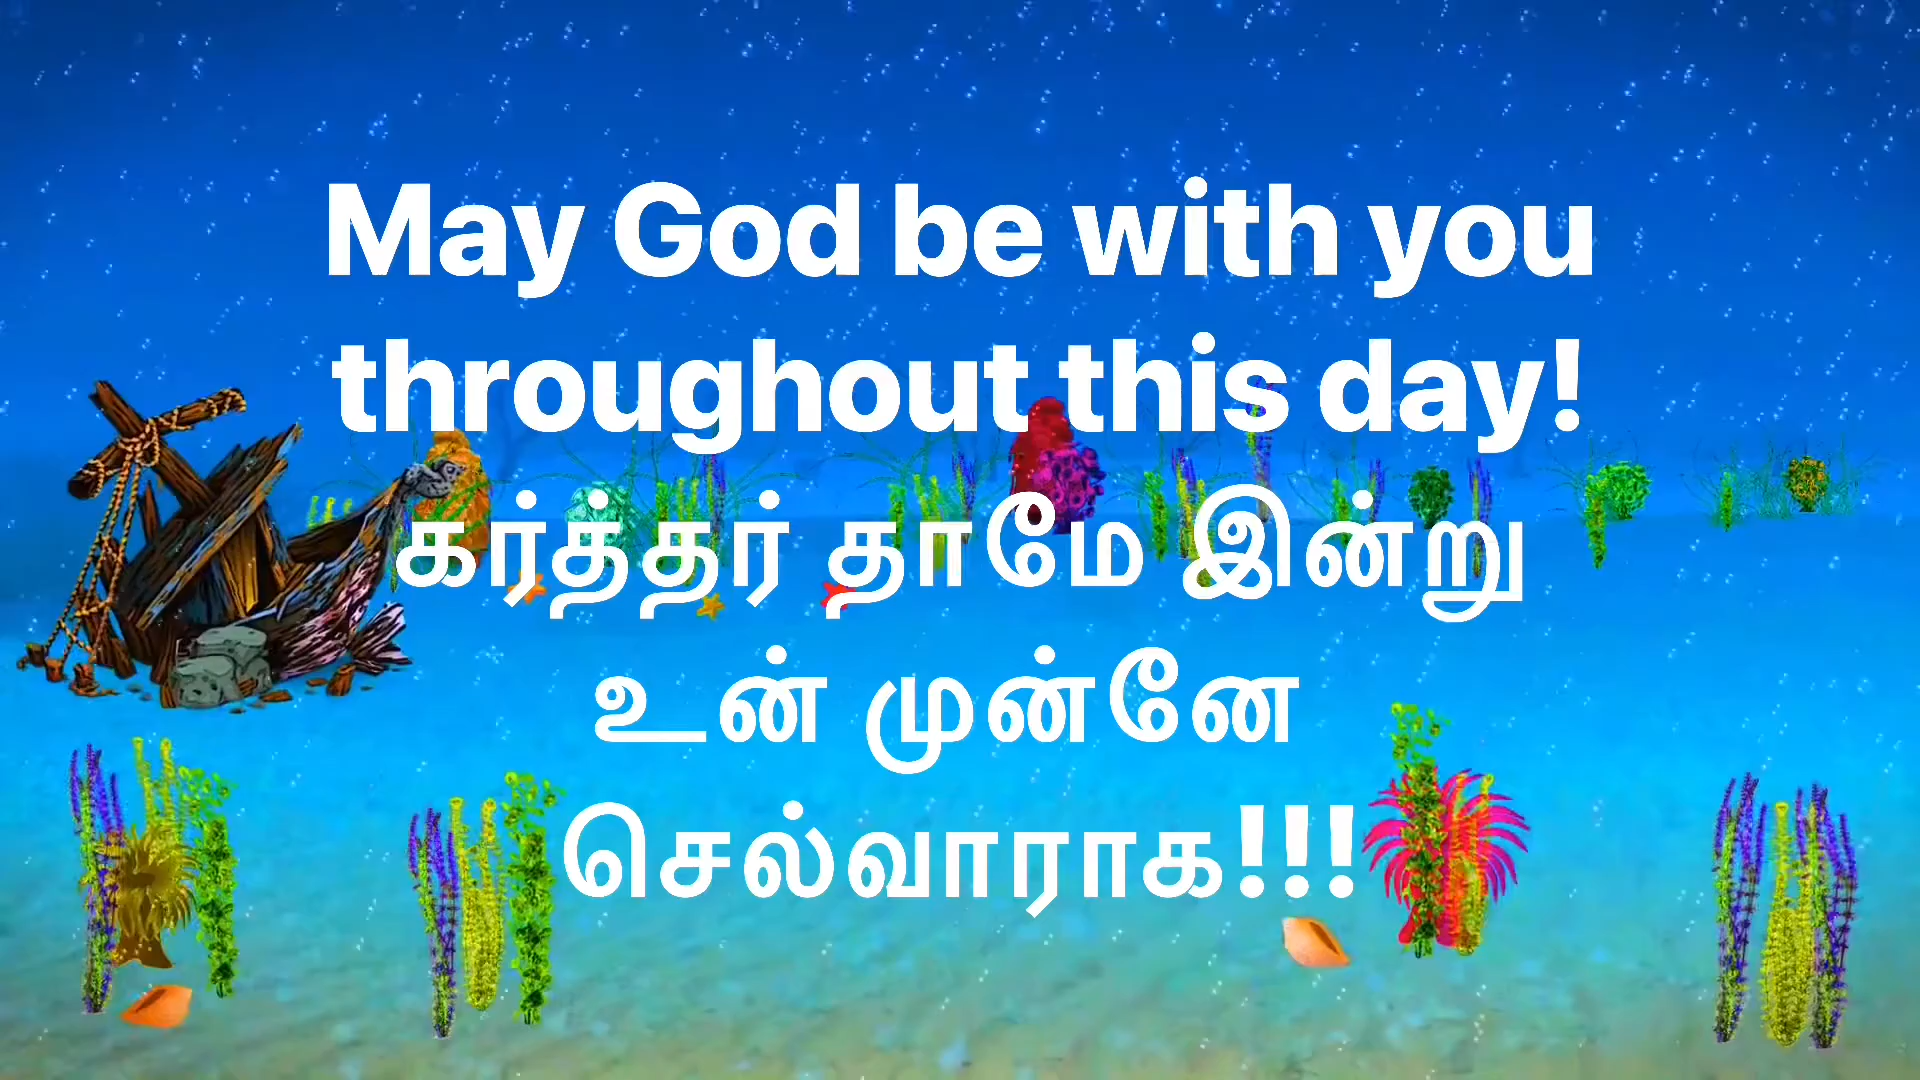 May God be with you
throughout this day!
கர்த்தர் தாமே இன்று
உன் முன்னே
செல்வாராக!!!